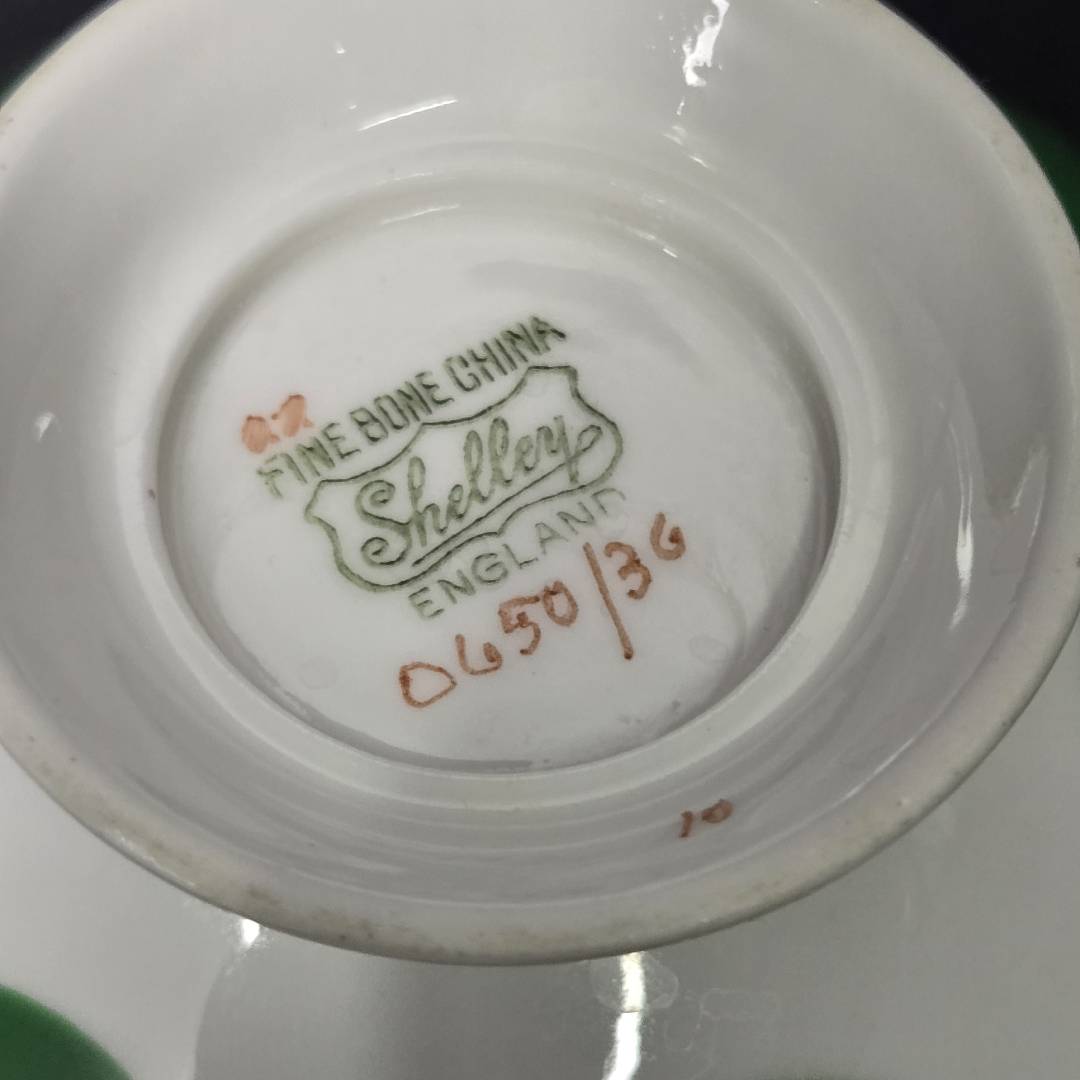 FINE BONE CHINA
Shelley
ENGLAND
0650/36
10